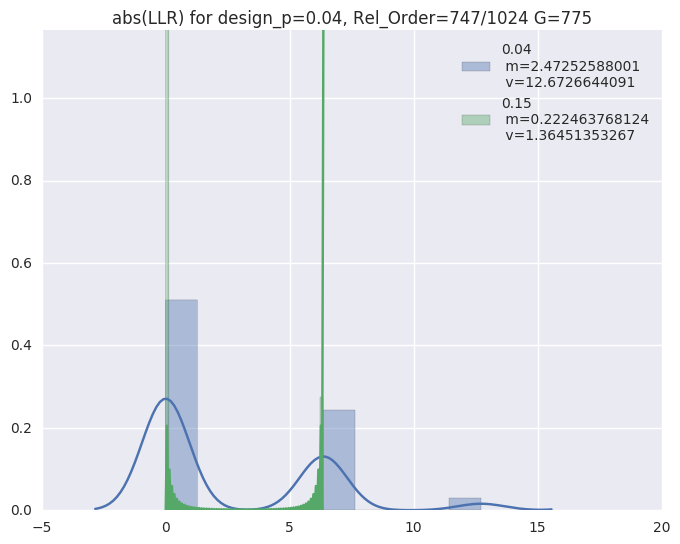 abs(LLR) for design_p=0.04, Rel_Order=747/1024 G=775
0.04
m=2.47252588001
v=12.6726644091
0.15
m=0.222463768124
v=1.36451353267
1.0
0.8
0.6
0.4
0.2
0.0
−5
0
5
10
15
20